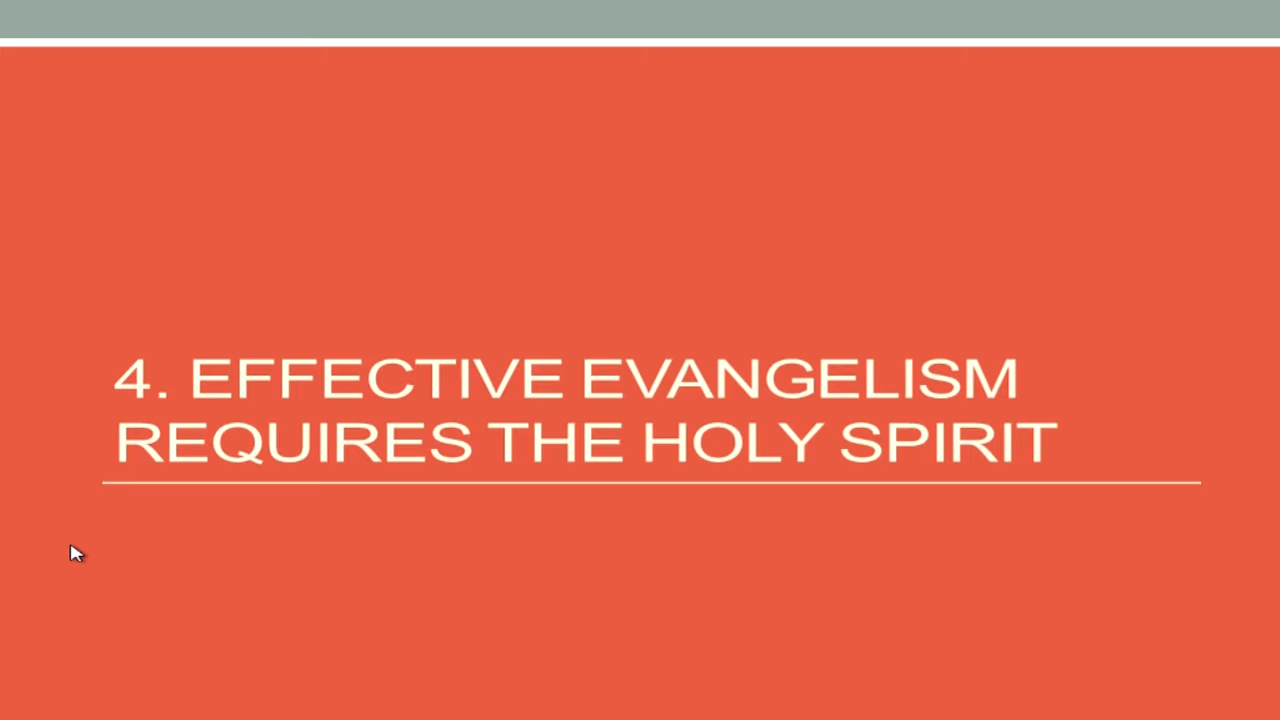 4. EFFECTIVE EVANGELISM
REQUIRES THE HOLY SPIRIT